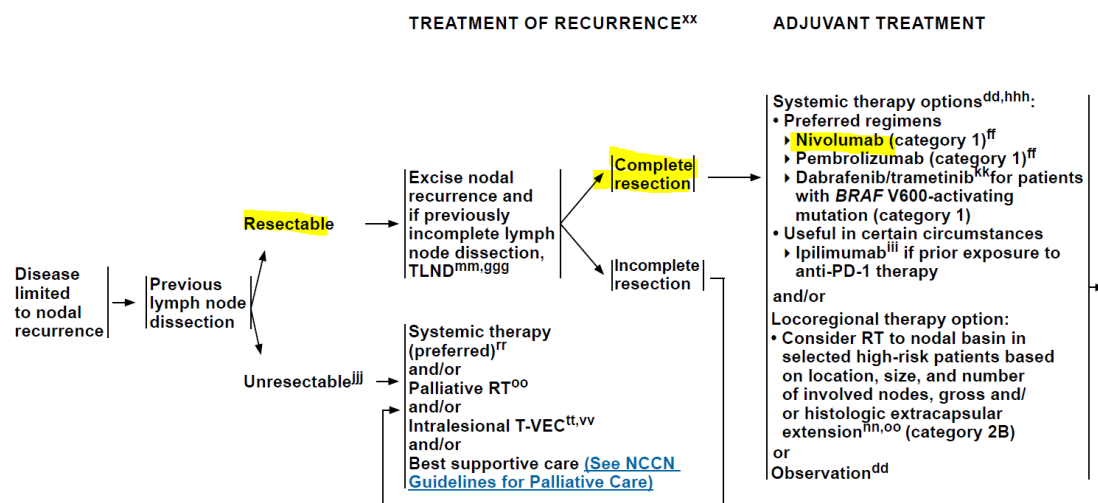 TREATMENT OF RECURRENCExx
ADJUVANT TREATMENT
Disease
limited
to nodal
recurrence
Previous
lymph node
dissection
Resectable
Excise nodal
recurrence and
if previously
incomplete lymph
node dissection,
TLNDmm,ggg
Complete
resection
Incomplete
resection
Unresectablejjj
Systemic therapy
(preferred)rr
and/or
Palliative RToo
and/or
Intralesional T-VECtt,vv
and/or
Best supportive care (See NCCN
Guidelines for Palliative Care)
Systemic therapy optionsdd,hhh:
• Preferred regimens
Nivolumab (category 1)ff
Pembrolizumab (category 1)ff
Dabrafenib/trametinibkk for patients
with BRAF V600-activating
mutation (category 1)
• Useful in certain circumstances
Ipilimumabiii if prior exposure to
anti-PD-1 therapy
and/or
Locoregional therapy option:
• Consider RT to nodal basin in
selected high-risk patients based
on location, size, and number
of involved nodes, gross and/
or histologic extracapsular
extensionnn,oo (category 2B)
or
Observationdd